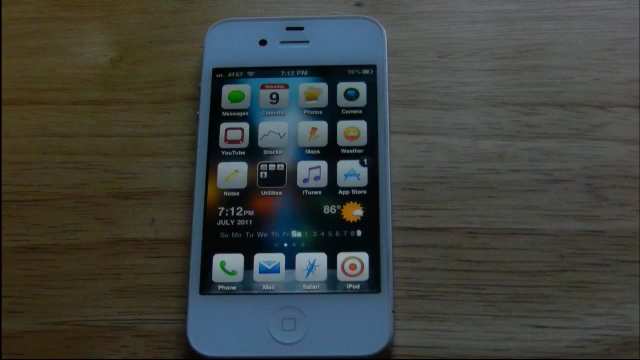 AT&T 7:12 PM 76%
Saturday
9
Messages Calendar Photos Camera
YouTube Stocks Maps Weather
1
Notes Utilities iTunes App Store
7:12PM 86°
JULY 2011
Su Mo Tu We Th Fr Sa 1 2 3 4 5 6 7 8 9
Phone Mail Safari iPod